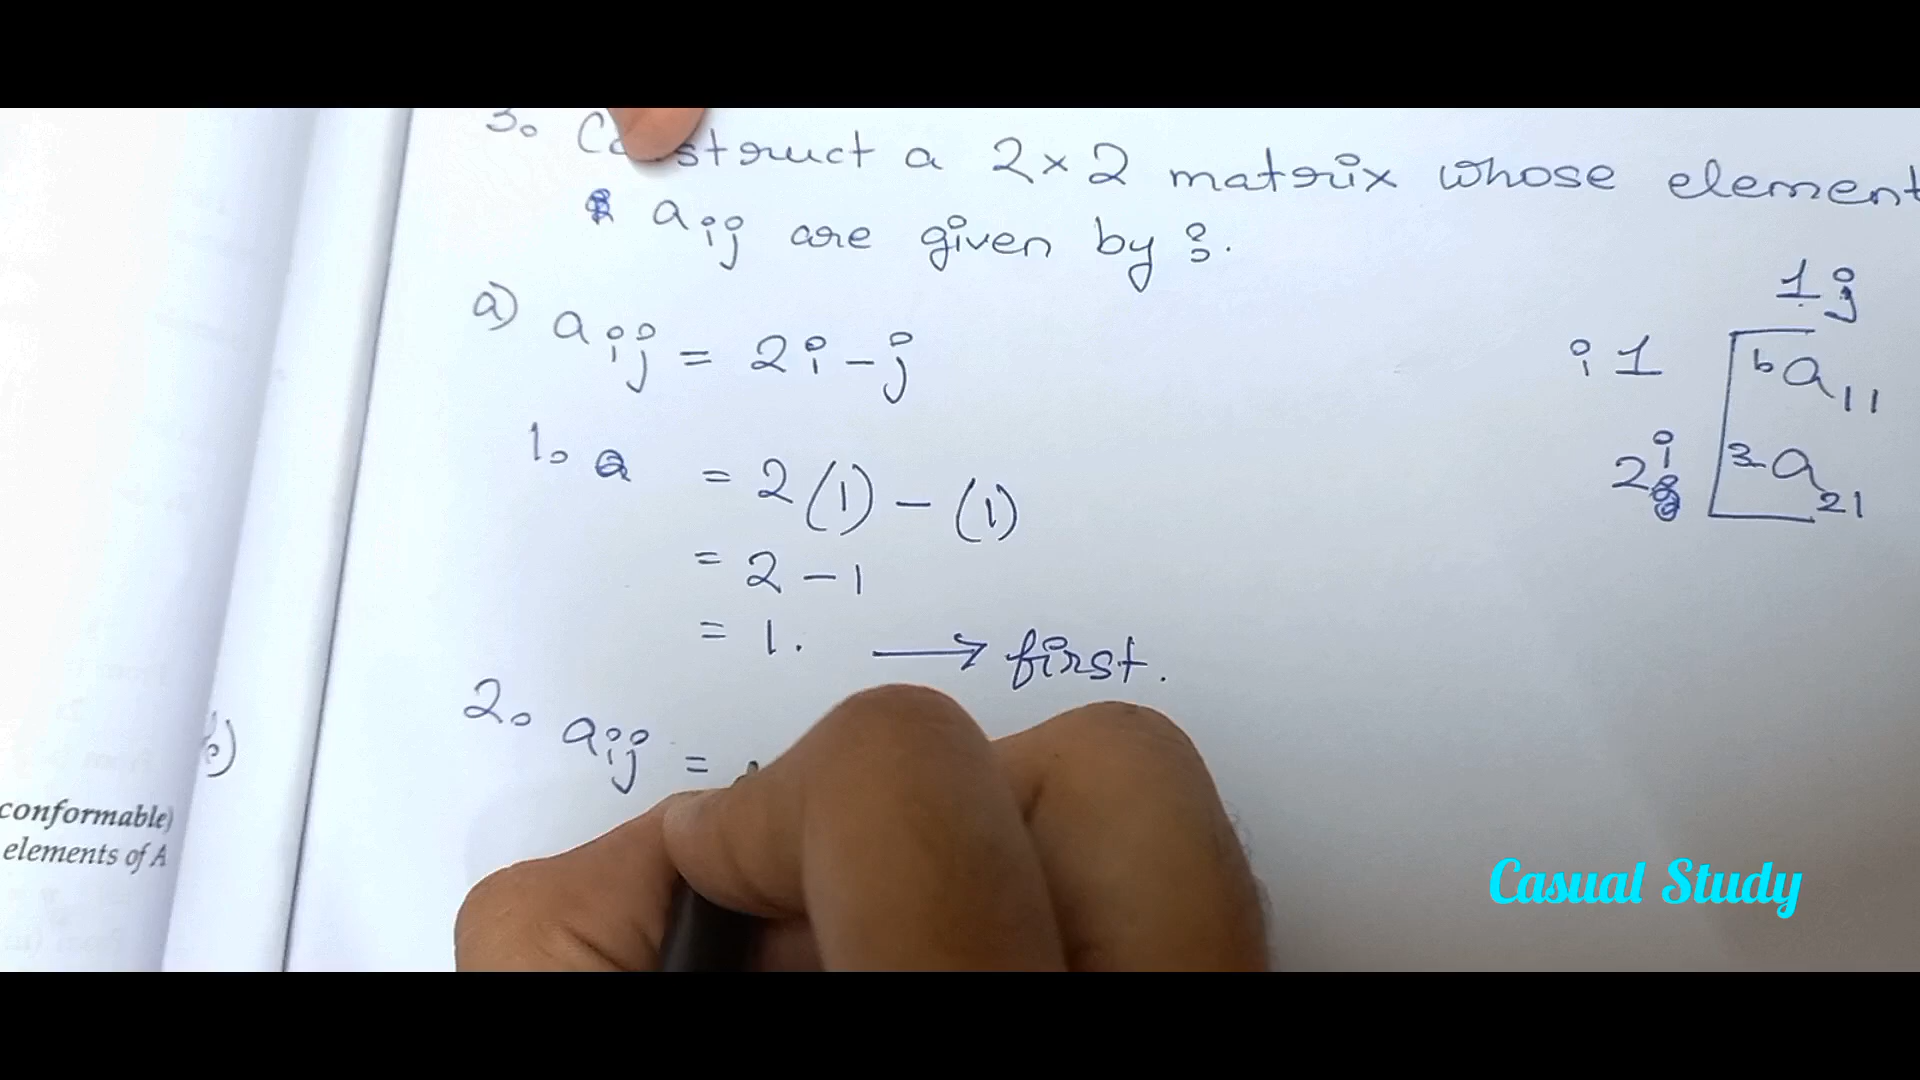 3. Construct a 2×2 matrix whose element
aij are given by :.
a) aij = 2i - j
1. a = 2(1) - (1)
= 2 - 1
= 1. → first.
2. aij =
1 j
i 1 a11
2 i a21
conformable)
elements of A
Casual Study